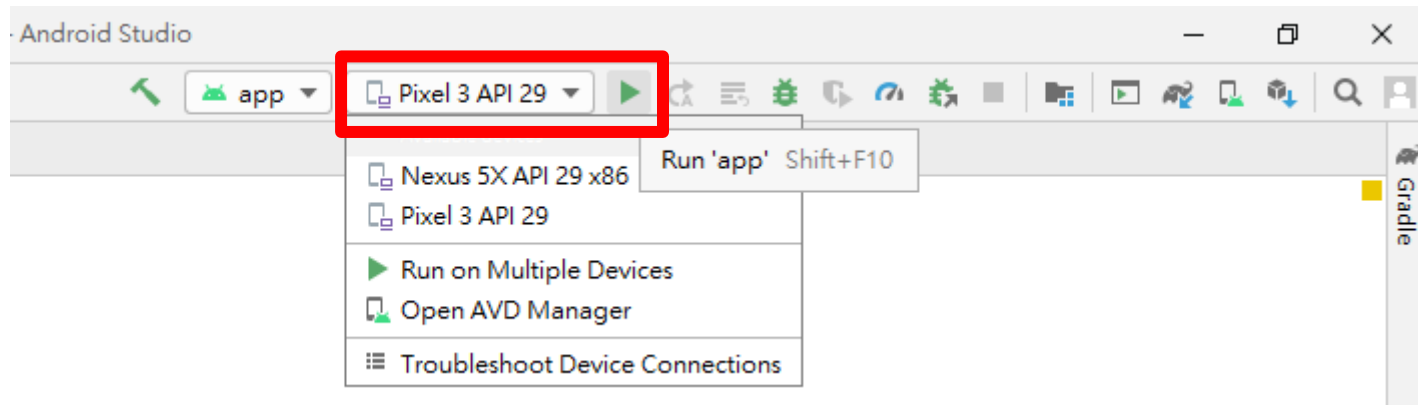 Android Studio
app
Pixel 3 API 29
Run 'app' Shift+F10
Nexus 5X API 29 x86
Pixel 3 API 29
Run on Multiple Devices
Open AVD Manager
Troubleshoot Device Connections
Gradle